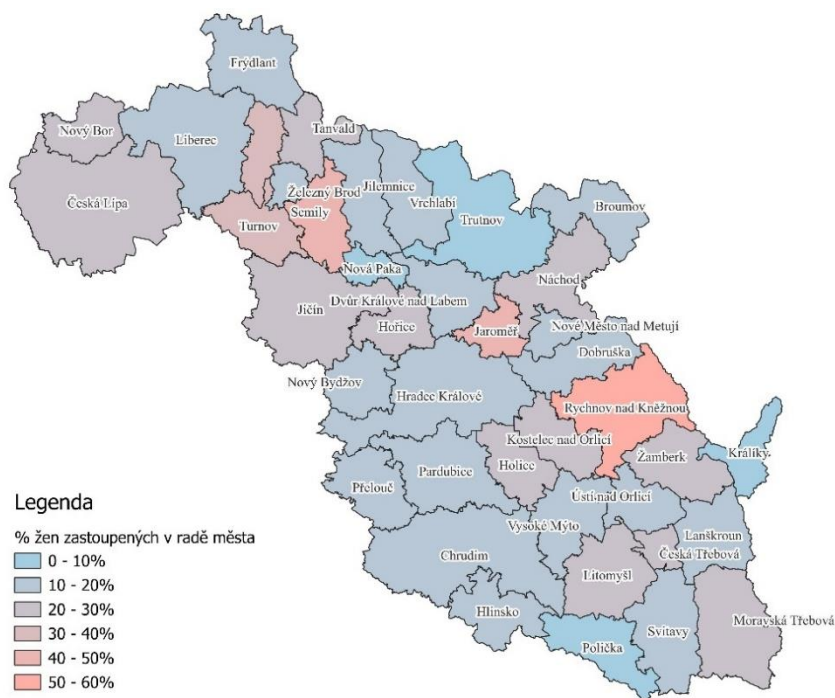 Frýdlant
Nový Bor
Liberec
Tanvald
Česká Lípa
Železný Brod
Jilemnice
Vrchlabí
Semily
Trutnov
Broumov
Turnov
Nová Paka
Náchod
Jičín
Dvůr Králové nad Labem
Hořice
Jaroměř
Nové Město nad Metují
Dobruška
Nový Bydžov
Hradec Králové
Rychnov nad Kněžnou
Kostelec nad Orlicí
Králíky
Holice
Žamberk
Pardubice
Přelouč
Ústí nad Orlicí
Vysoké Mýto
Lanškroun
Chrudim
Česká Třebová
Litomyšl
Hlinsko
Moravská Třebová
Svitavy
Polička
Legenda
% žen zastoupených v radě města
0 - 10%
10 - 20%
20 - 30%
30 - 40%
40 - 50%
50 - 60%